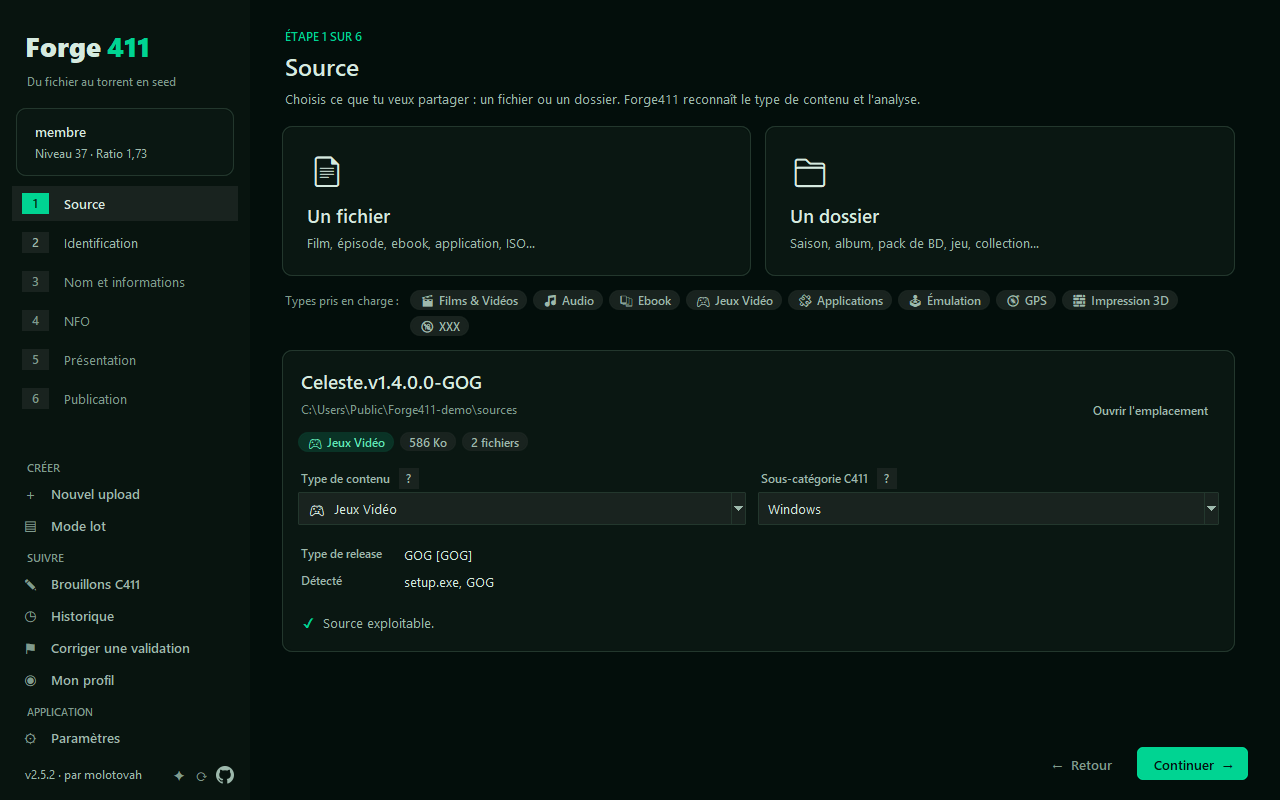 Forge 411
Du fichier au torrent en seed
membre
Niveau 37 · Ratio 1,73
1 Source
2 Identification
3 Nom et informations
4 NFO
5 Présentation
6 Publication
CRÉER
Nouvel upload
Mode lot
SUIVRE
Brouillons C411
Historique
Corriger une validation
Mon profil
APPLICATION
Paramètres
v2.5.2 · par molotovah
ÉTAPE 1 SUR 6
Source
Choisis ce que tu veux partager : un fichier ou un dossier. Forge411 reconnaît le type de contenu et l'analyse.
Un fichier
Film, épisode, ebook, application, ISO...
Un dossier
Saison, album, pack de BD, jeu, collection...
Types pris en charge : Films & Vidéos Audio Ebook Jeux Vidéo Applications Émulation GPS Impression 3D
XXX
Celeste.v1.4.0.0-GOG
C:\Users\Public\Forge411-demo\sources
Ouvrir l'emplacement
Jeux Vidéo 586 Ko 2 fichiers
Type de contenu ?
Jeux Vidéo
Sous-catégorie C411 ?
Windows
Type de release GOG [GOG]
Détecté setup.exe, GOG
✓ Source exploitable.
← Retour
Continuer →